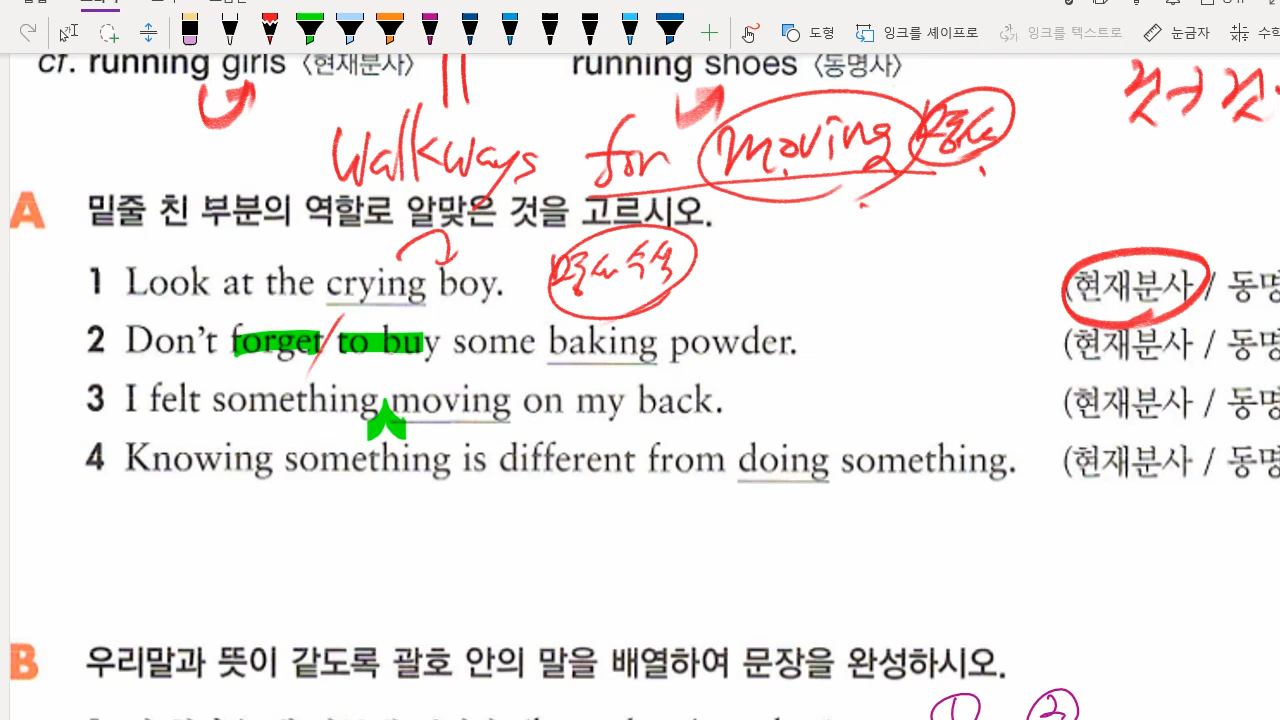 도형 잉크를 셰이프로 잉크를 텍스트로 눈금자
cf. running girls 〈현재분사〉 running shoes 〈동명사〉
walkways for moving
A 밑줄 친 부분의 역할로 알맞은 것을 고르시오.
1 Look at the crying boy. (현재분사 / 동명
2 Don't forget to buy some baking powder. (현재분사 / 동명
3 I felt something moving on my back. (현재분사 / 동명
4 Knowing something is different from doing something. (현재분사 / 동명
B 우리말과 뜻이 같도록 괄호 안의 말을 배열하여 문장을 완성하시오.